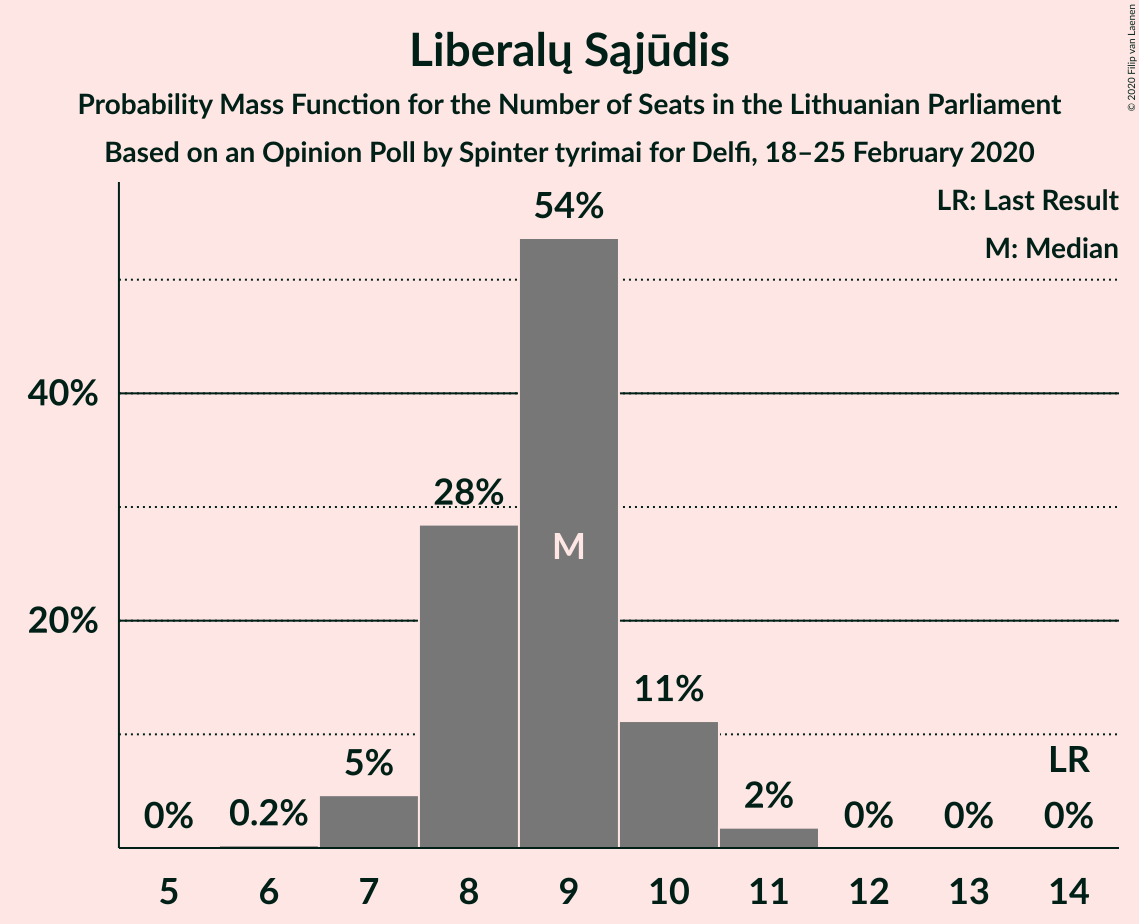 Liberalų Sąjūdis
Probability Mass Function for the Number of Seats in the Lithuanian Parliament
Based on an Opinion Poll by Spinter tyrimai for Delfi, 18–25 February 2020
© 2020 Filip van Laenen
LR: Last Result
M: Median
40%
20%
0%
0.2%
5%
28%
54%
M
11%
2%
0%
0%
LR
0%
5 6 7 8 9 10 11 12 13 14